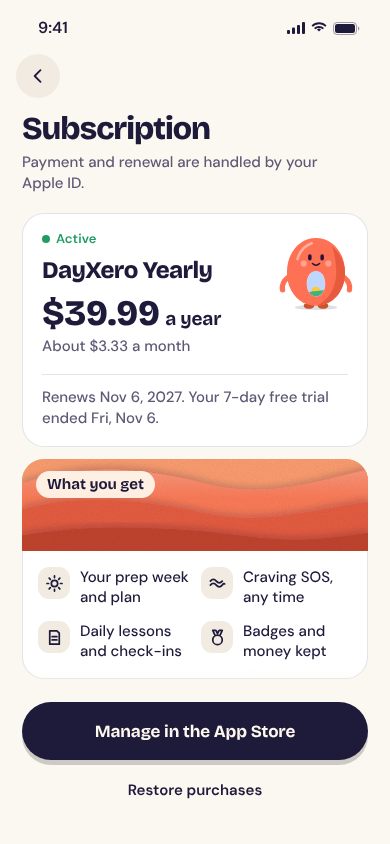 9:41
Subscription
Payment and renewal are handled by your
Apple ID.
Active
DayXero Yearly
$39.99 a year
About $3.33 a month
Renews Nov 6, 2027. Your 7-day free trial
ended Fri, Nov 6.
What you get
Your prep week
and plan
Craving SOS,
any time
Daily lessons
and check-ins
Badges and
money kept
Manage in the App Store
Restore purchases